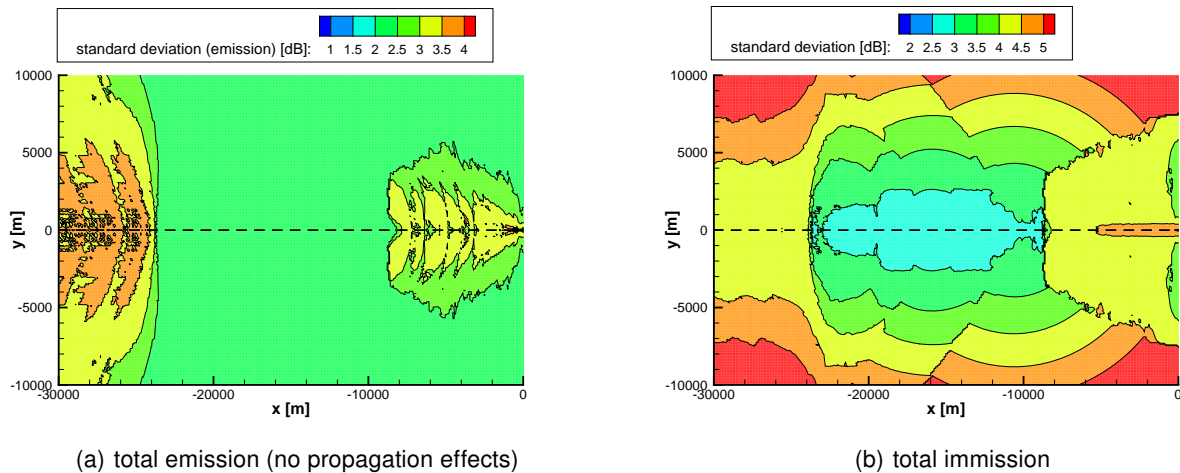 standard deviation (emission) [dB]: 1 1.5 2 2.5 3 3.5 4
10000
5000
0
-5000
-10000
y [m]
-30000 -20000 -10000 0
x [m]
(a) total emission (no propagation effects)
standard deviation [dB]: 2 2.5 3 3.5 4 4.5 5
10000
5000
0
-5000
-10000
y [m]
-30000 -20000 -10000 0
x [m]
(b) total immission